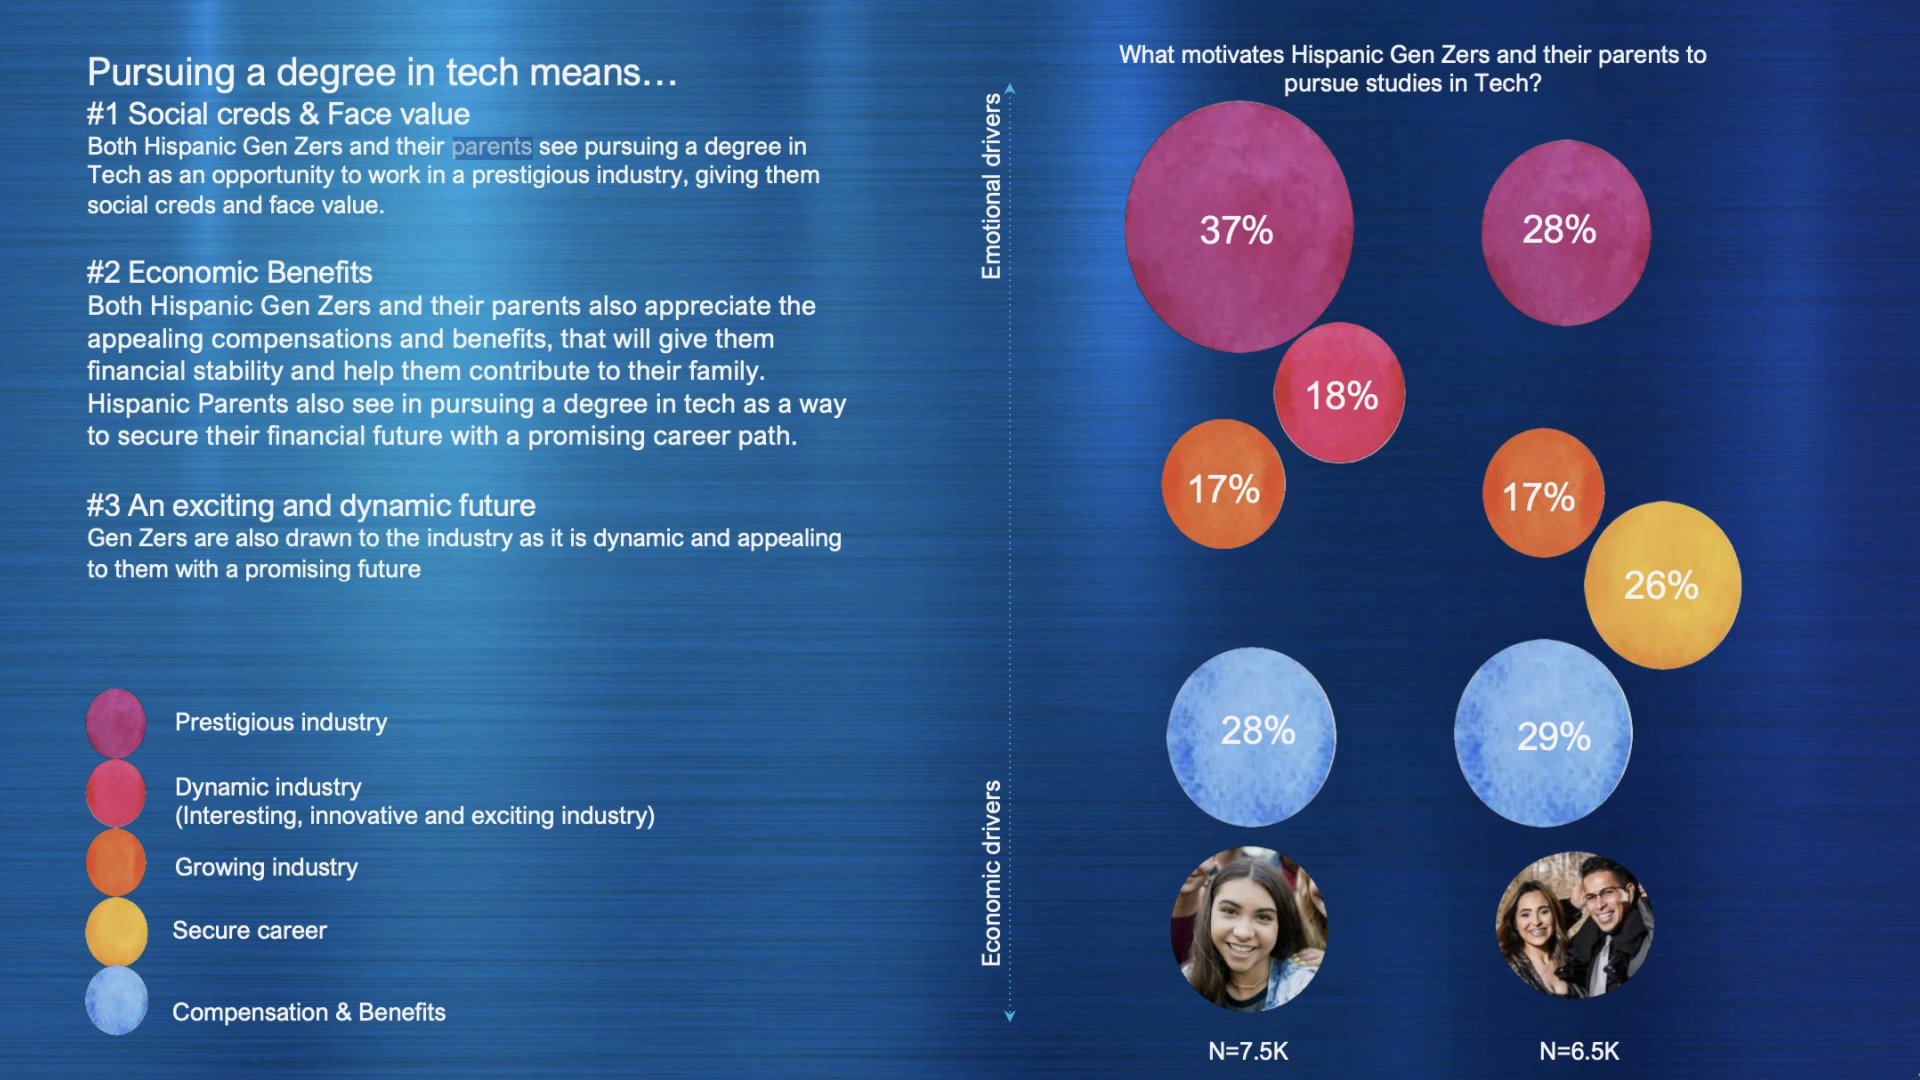 Pursuing a degree in tech means…
#1 Social creds & Face value
Both Hispanic Gen Zers and their parents see pursuing a degree in
Tech as an opportunity to work in a prestigious industry, giving them
social creds and face value.
#2 Economic Benefits
Both Hispanic Gen Zers and their parents also appreciate the
appealing compensations and benefits, that will give them
financial stability and help them contribute to their family.
Hispanic Parents also see in pursuing a degree in tech as a way
to secure their financial future with a promising career path.
#3 An exciting and dynamic future
Gen Zers are also drawn to the industry as it is dynamic and appealing
to them with a promising future
Prestigious industry
Dynamic industry
(Interesting, innovative and exciting industry)
Growing industry
Secure career
Compensation & Benefits
What motivates Hispanic Gen Zers and their parents to
pursue studies in Tech?
Emotional drivers
Economic drivers
37%
28%
18%
17%
17%
26%
28%
29%
N=7.5K
N=6.5K